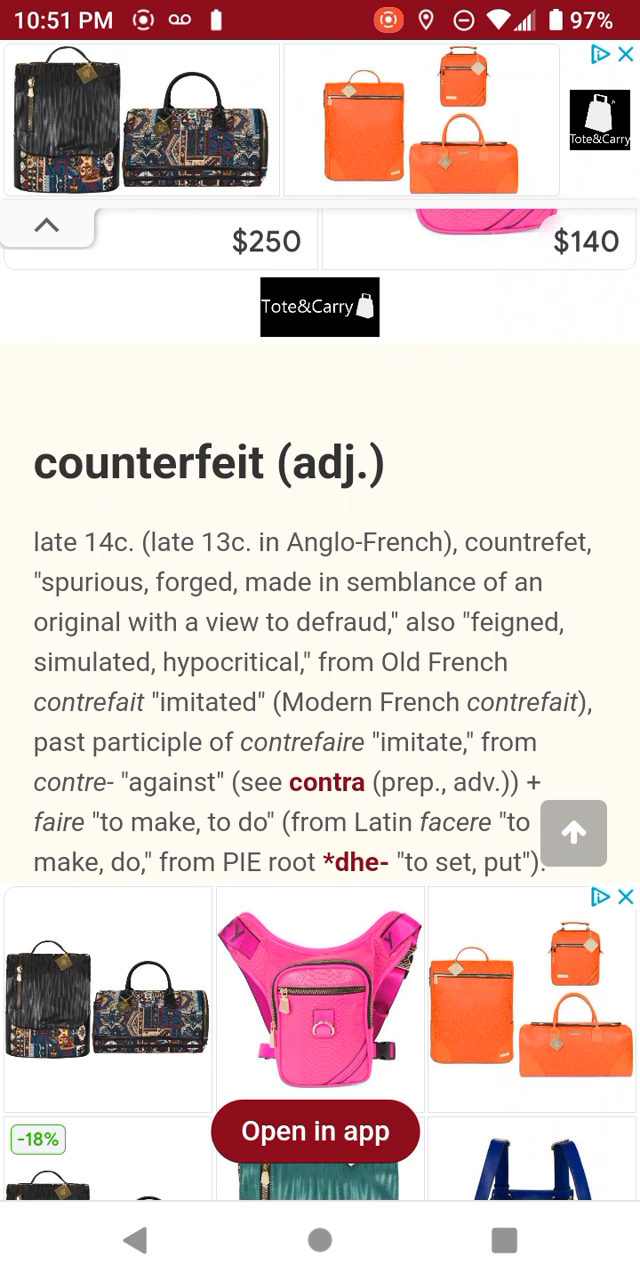 10:51 PM 97%
Tote&Carry
$250 $140
Tote&Carry
counterfeit (adj.)
late 14c. (late 13c. in Anglo-French), countrefet,
"spurious, forged, made in semblance of an
original with a view to defraud," also "feigned,
simulated, hypocritical," from Old French
contrefait "imitated" (Modern French contrefait),
past participle of contrefaire "imitate," from
contre- "against" (see contra (prep., adv.)) +
faire "to make, to do" (from Latin facere "to
make, do," from PIE root *dhe- "to set, put").
-18%
Open in app